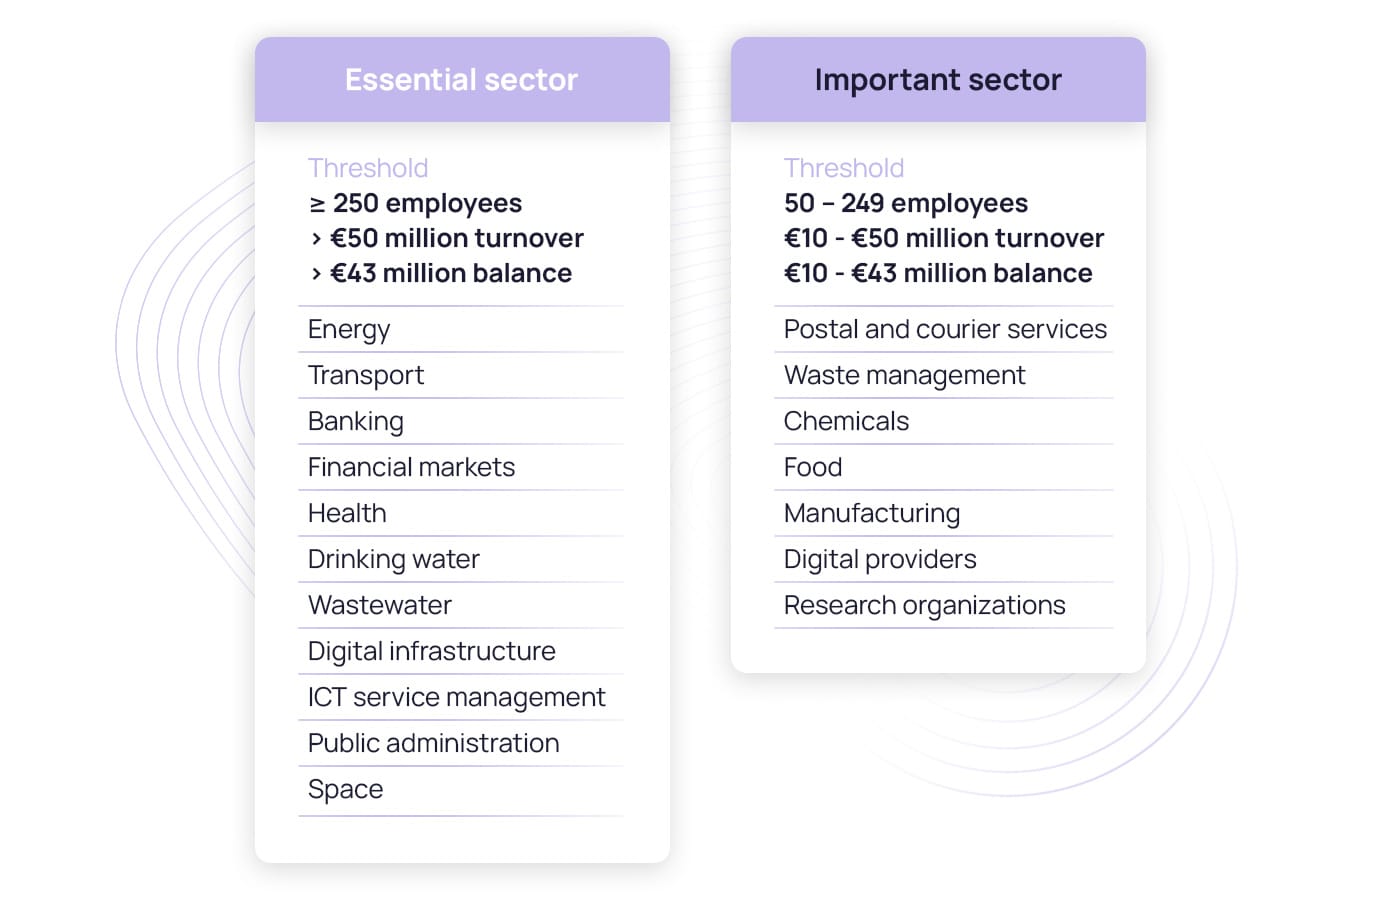 Essential sector
Threshold
≥ 250 employees
› €50 million turnover
› €43 million balance
Energy
Transport
Banking
Financial markets
Health
Drinking water
Wastewater
Digital infrastructure
ICT service management
Public administration
Space
Important sector
Threshold
50 – 249 employees
€10 - €50 million turnover
€10 - €43 million balance
Postal and courier services
Waste management
Chemicals
Food
Manufacturing
Digital providers
Research organizations